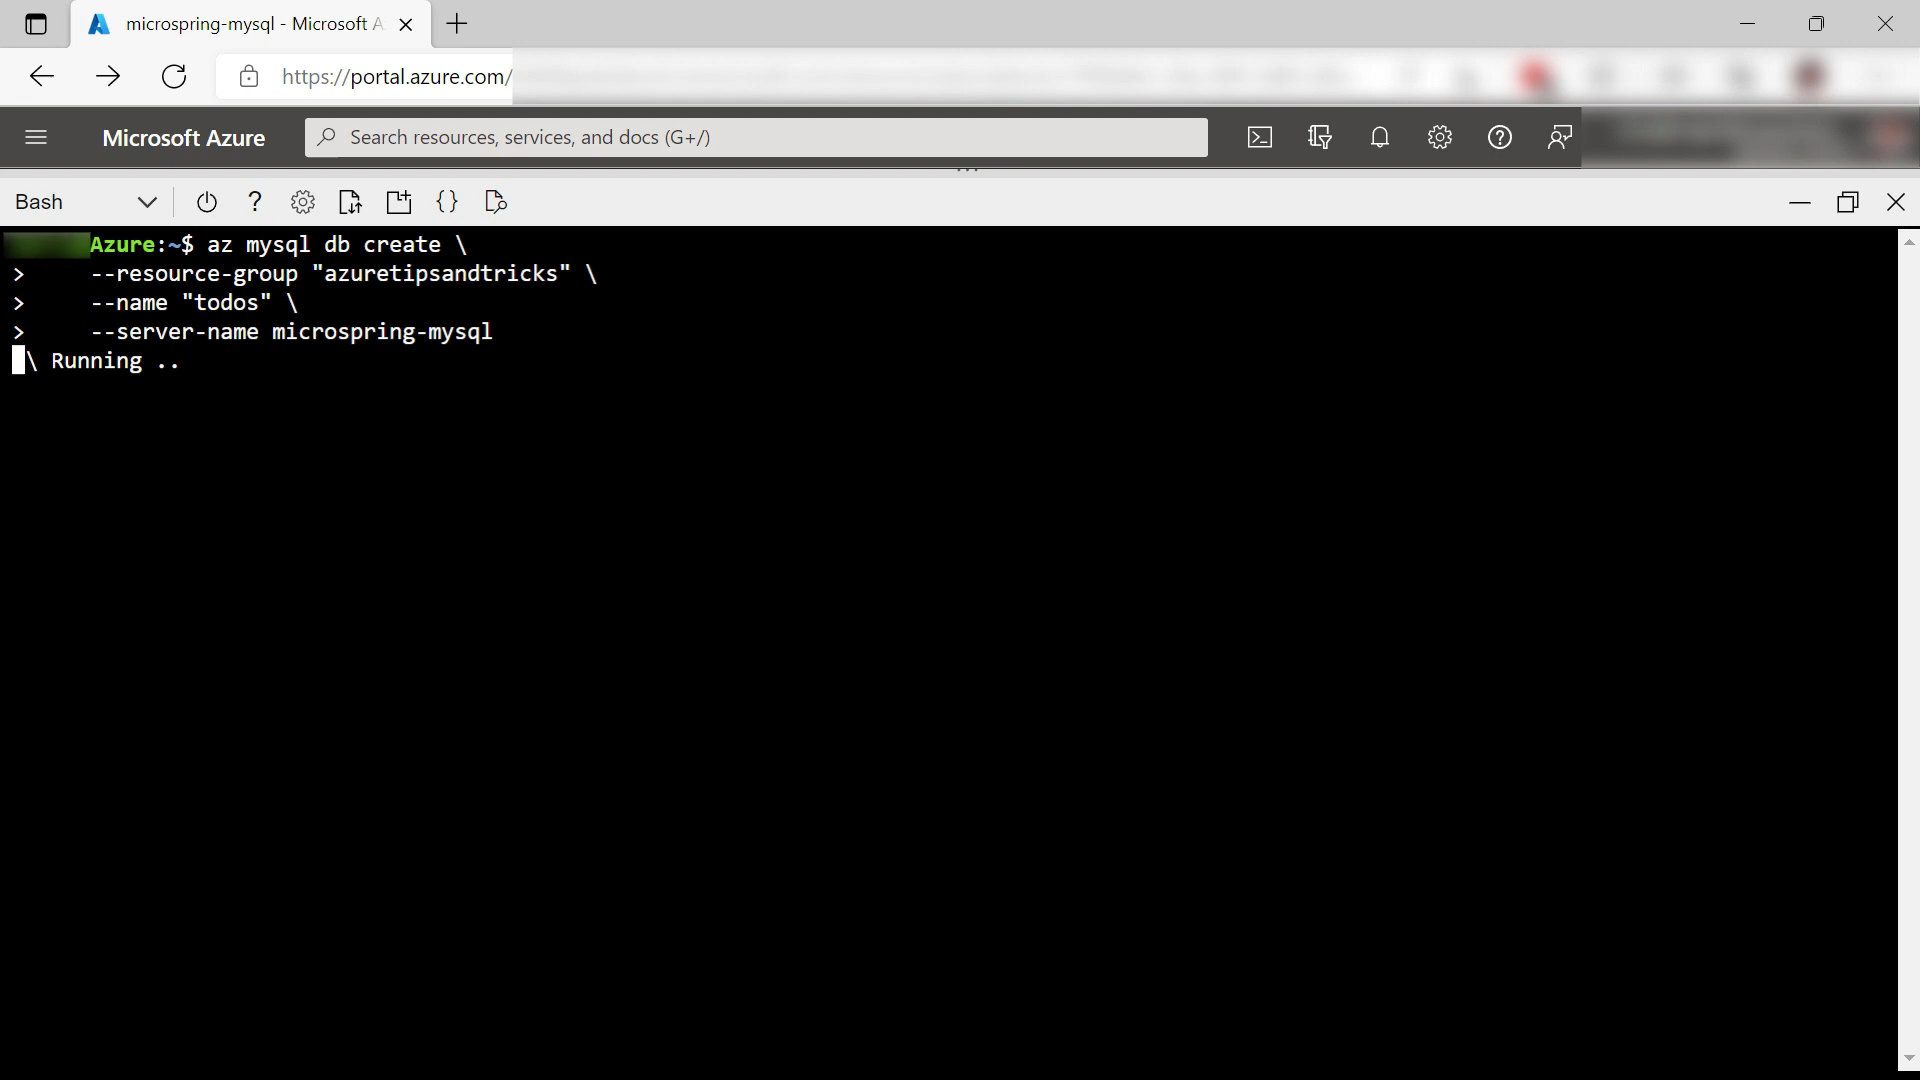 microspring-mysql - Microsoft A
https://portal.azure.com/
Microsoft Azure
Search resources, services, and docs (G+/)
Bash
Azure:~$ az mysql db create \
>     --resource-group "azuretipsandtricks" \
>     --name "todos" \
>     --server-name microspring-mysql
\ Running ..